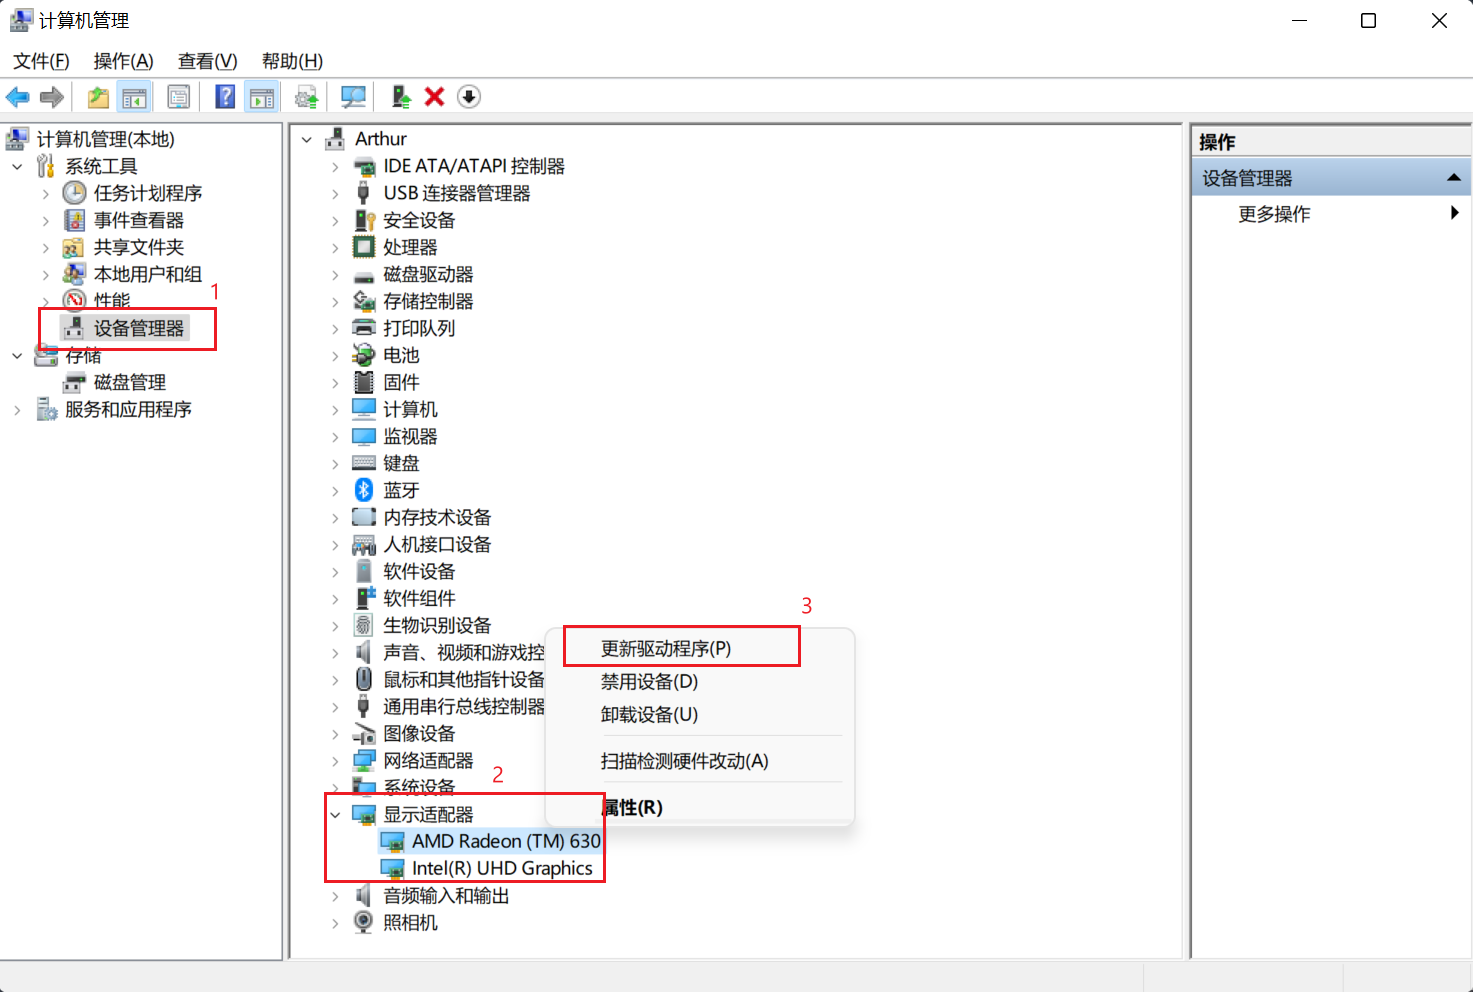 计算机管理
文件(F) 操作(A) 查看(V) 帮助(H)
计算机管理(本地)
系统工具
任务计划程序
事件查看器
共享文件夹
本地用户和组
性能
1
设备管理器
存储
磁盘管理
服务和应用程序
Arthur
IDE ATA/ATAPI 控制器
USB 连接器管理器
安全设备
处理器
磁盘驱动器
存储控制器
打印队列
电池
固件
计算机
监视器
键盘
蓝牙
内存技术设备
人机接口设备
软件设备
软件组件
生物识别设备
声音、视频和游戏控
鼠标和其他指针设备
通用串行总线控制器
图像设备
网络适配器
系统设备
2
显示适配器
AMD Radeon (TM) 630
Intel(R) UHD Graphics
音频输入和输出
照相机
3
更新驱动程序(P)
禁用设备(D)
卸载设备(U)
扫描检测硬件改动(A)
属性(R)
操作
设备管理器
更多操作